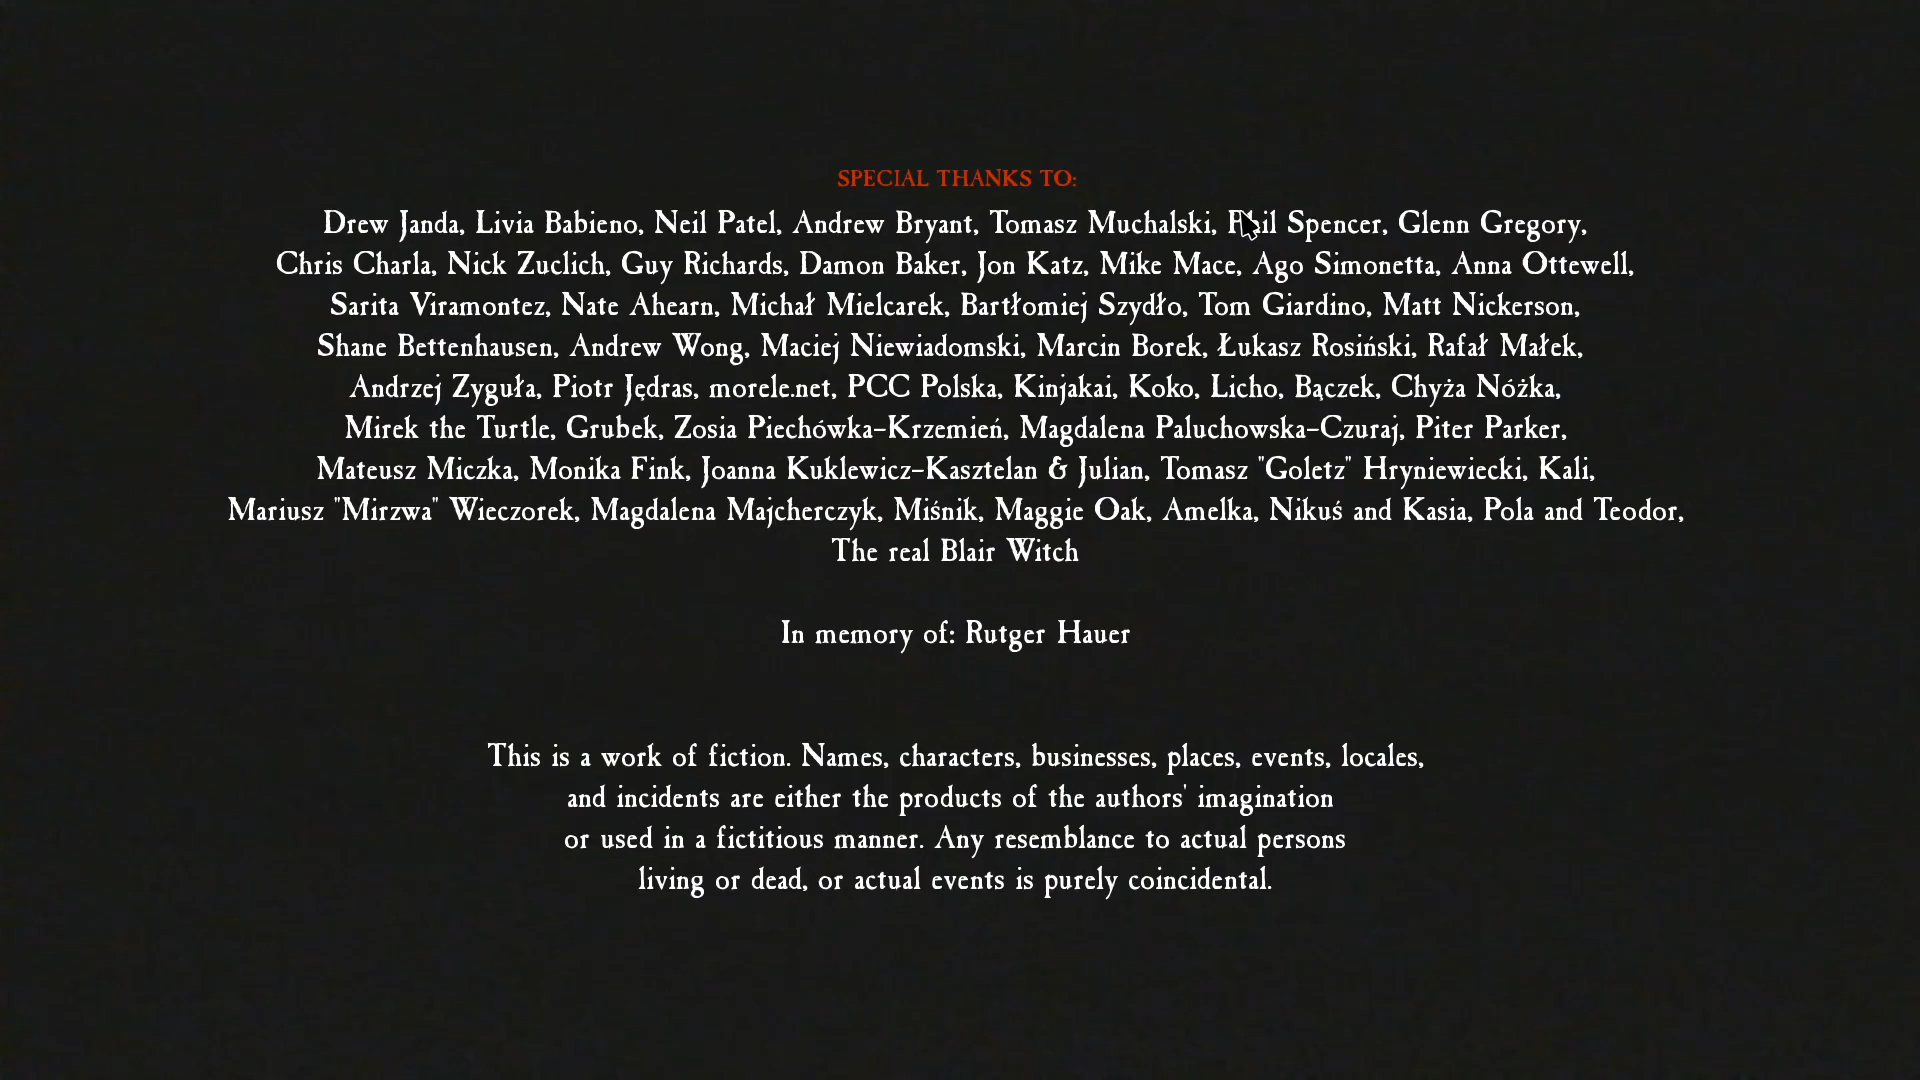 SPECIAL THANKS TO:
Drew Janda, Livia Babieno, Neil Patel, Andrew Bryant, Tomasz Muchalski, Phil Spencer, Glenn Gregory,
Chris Charla, Nick Zuclich, Guy Richards, Damon Baker, Jon Katz, Mike Mace, Ago Simonetta, Anna Ottewell,
Sarita Viramontez, Nate Ahearn, Michał Mielcarek, Bartłomiej Szydło, Tom Giardino, Matt Nickerson,
Shane Bettenhausen, Andrew Wong, Maciej Niewiadomski, Marcin Borek, Łukasz Rosiński, Rafał Małek,
Andrzej Zyguła, Piotr Jędras, morele.net, PCC Polska, Kinjakai, Koko, Licho, Bączek, Chyża Nóżka,
Mirek the Turtle, Grubek, Zosia Piechówka-Krzemień, Magdalena Paluchowska-Czuraj, Piter Parker,
Mateusz Miczka, Monika Fink, Joanna Kuklewicz-Kasztelan & Julian, Tomasz "Goletz" Hryniewiecki, Kali,
Mariusz "Mirzwa" Wieczorek, Magdalena Majcherczyk, Miśnik, Maggie Oak, Amelka, Nikuś and Kasia, Pola and Teodor,
The real Blair Witch
In memory of: Rutger Hauer
This is a work of fiction. Names, characters, businesses, places, events, locales,
and incidents are either the products of the authors' imagination
or used in a fictitious manner. Any resemblance to actual persons
living or dead, or actual events is purely coincidental.